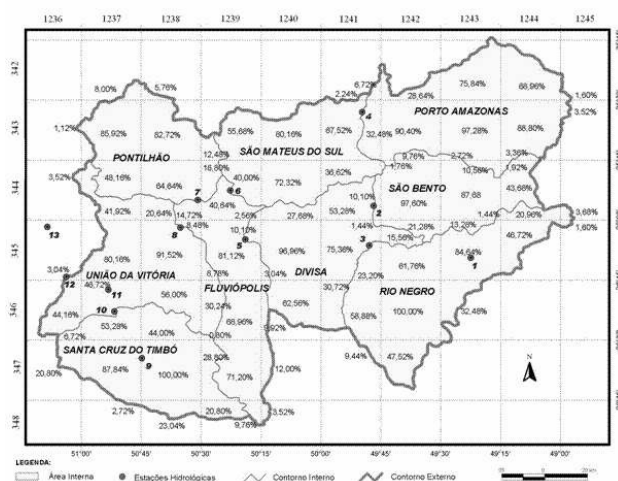 1236 1237 1238 1239 1240 1241 1242 1243 1244 1245
342
8,00% 5,76% 6,72%
2,24% 28,64% 75,84% 68,96% 1,60%
4 PORTO AMAZONAS 3,52%
343
1,12% 85,92% 82,72% 55,68% 80,16% 87,52% 32,48% 90,40% 97,28% 88,80%
12,48% SÃO MATEUS DO SUL
PONTILHÃO 16,80% 1,76% 9,76% 2,72% 3,36%
10,56% 1,92%
344
3,52% 48,16% 64,64% 40,00% 72,32% 36,62% SÃO BENTO 87,68 43,68%
7 6 10,10% 97,60%
41,92% 20,64% 14,72% 40,64% 2,56% 27,68% 53,28% 2 1,44% 20,96% 3,68%
13 8 8,48% 10,10% 1,44% 21,28% 13,28% 46,72% 1,60%
345
80,16% 91,52% 5 81,12% 96,96% 75,36% 3 15,56% 84,64%
3,04% UNIÃO DA VITÓRIA 8,78% 3,04% DIVISA 23,20% 61,76% 1
12 46,72% 11 56,00% FLUVIÓPOLIS 30,72% RIO NEGRO
346
44,16% 10 53,28% 30,24% 62,56% 58,88% 100,00% 32,48%
6,72% 44,00% 68,96%
SANTA CRUZ DO TIMBÓ 28,80% 9,44% 47,52% N
347
20,80% 87,84% 9 100,00% 71,20% 12,00%
2,72% 23,04% 20,80% 9,76% 3,52%
348
51°00' 50°45' 50°30' 50°15' 50°00' 49°45' 49°30' 49°15' 49°00'
LEGENDA:
Área Interna Estações Hidrológicas Contorno Interno Contorno Externo